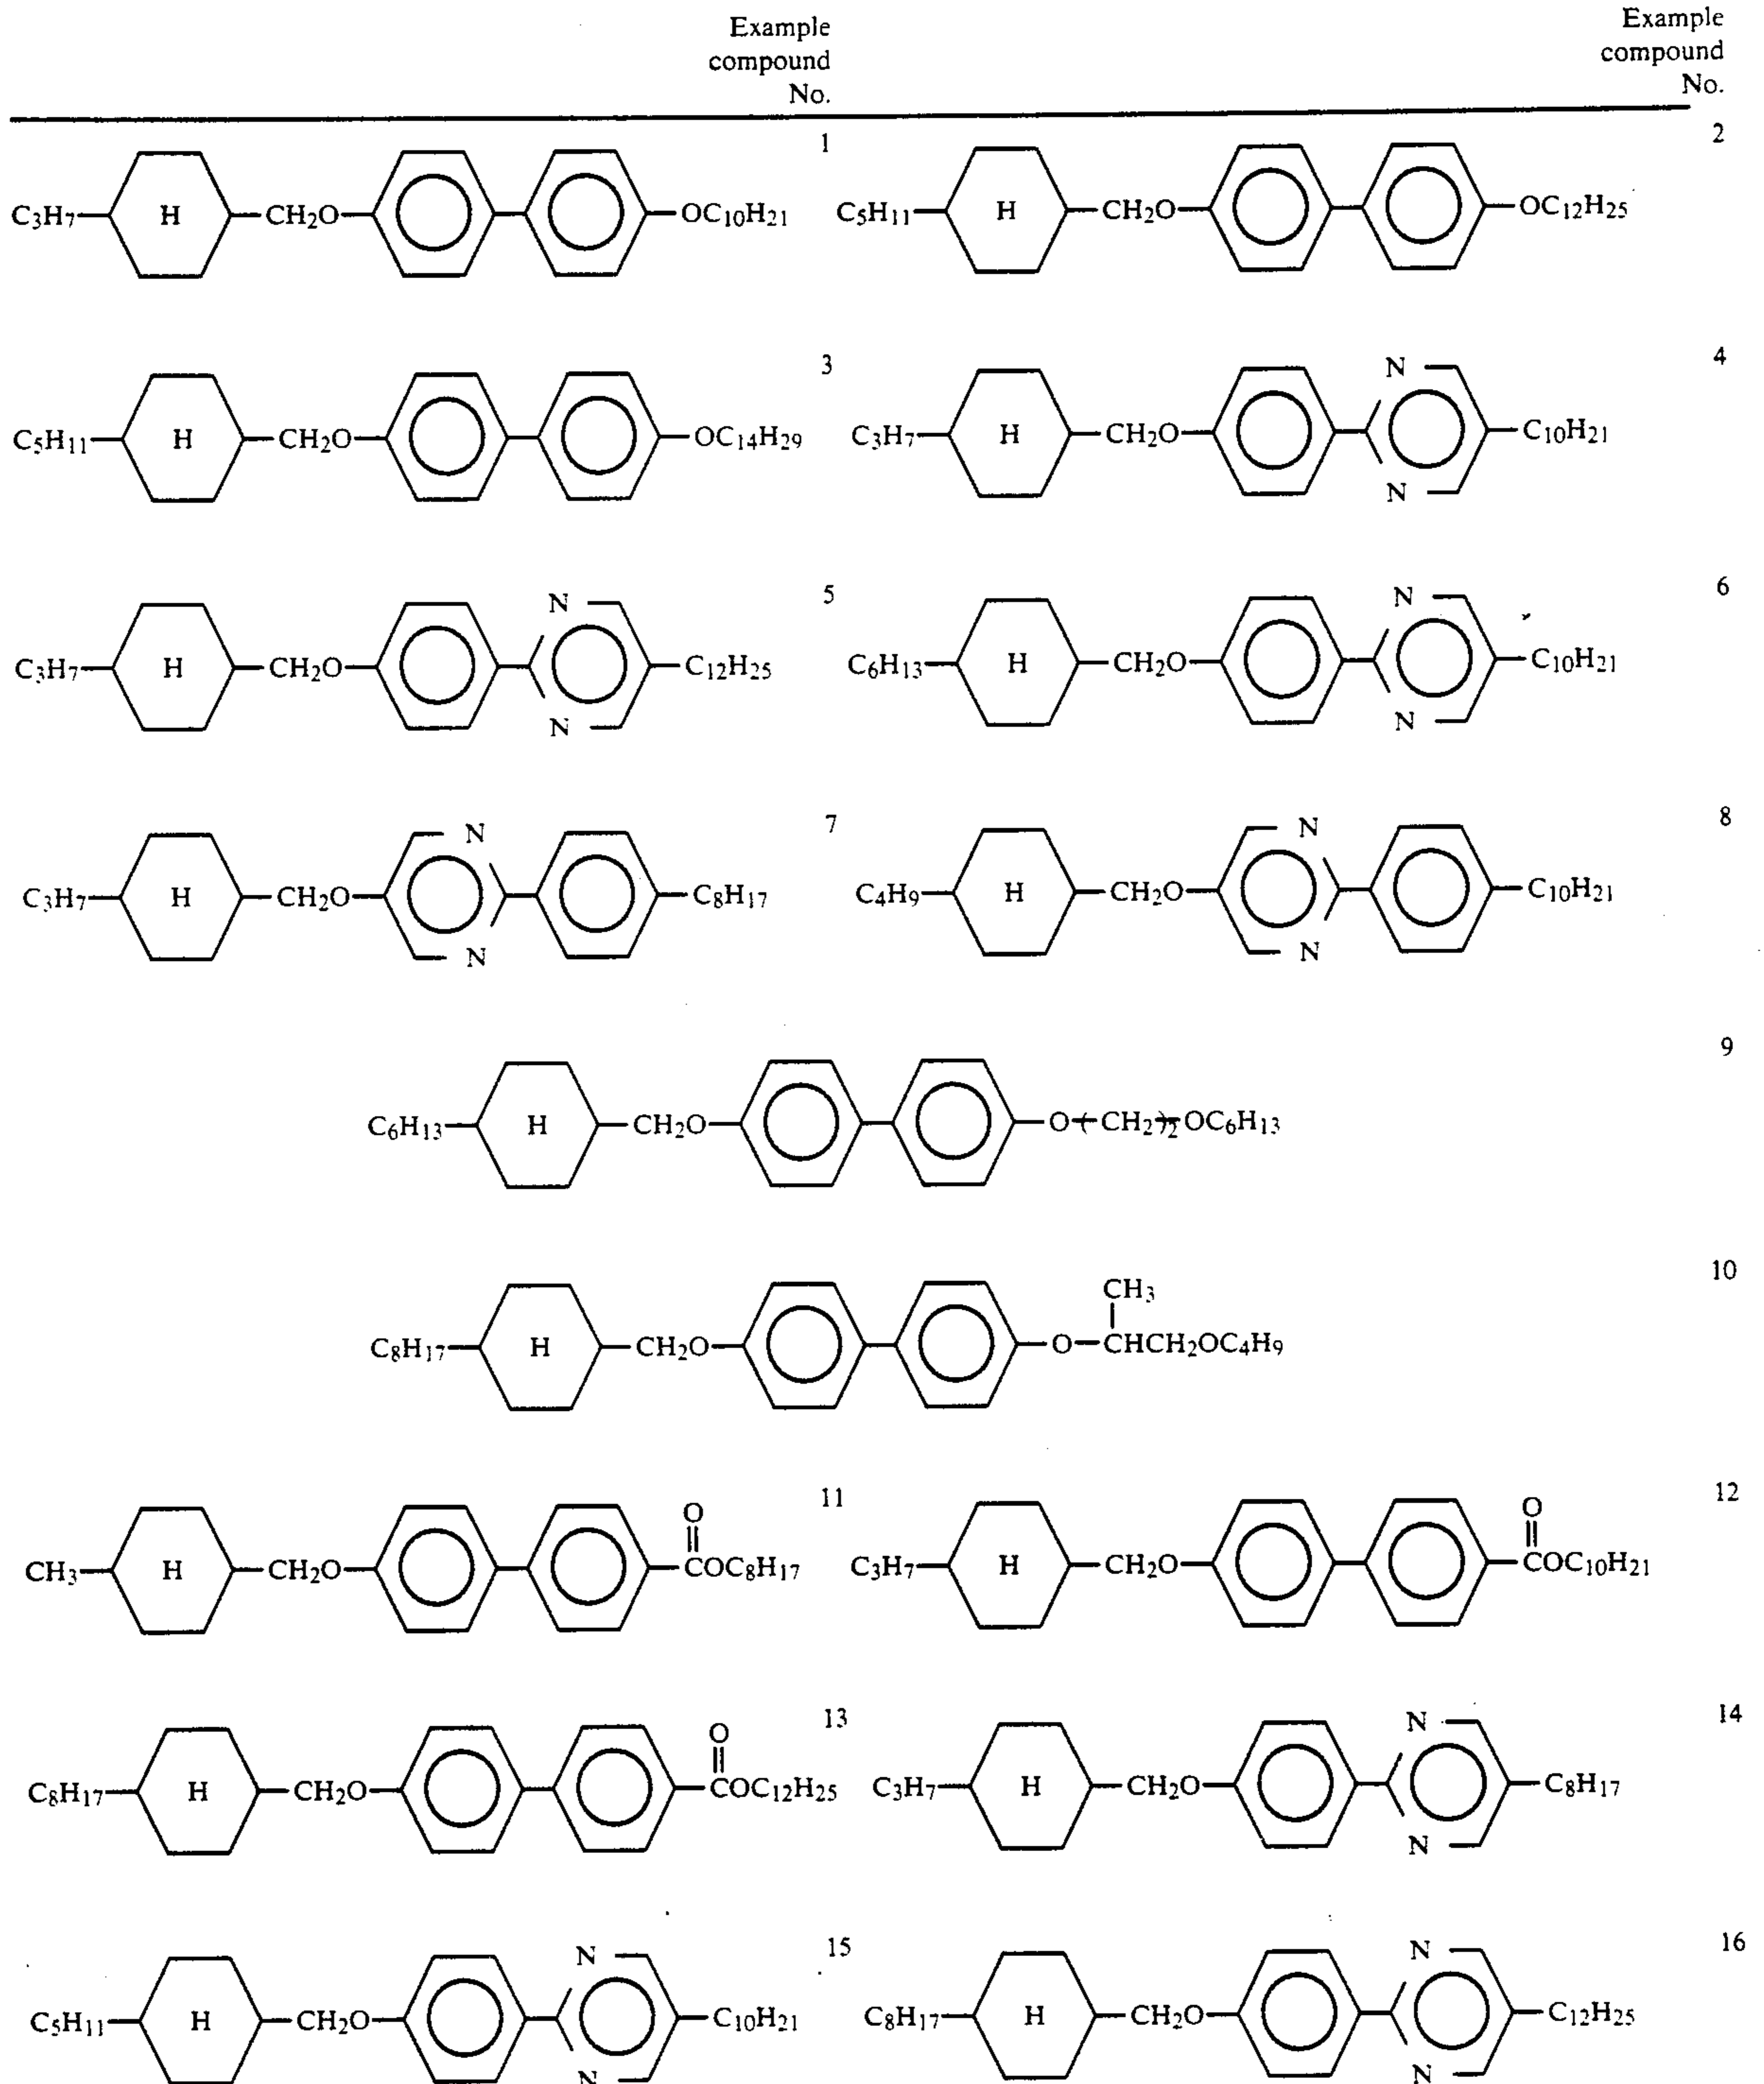 Example
compound
No.
Example
compound
No.
1
C3H7 H CH2O OC10H21
2
C5H11 H CH2O OC12H25
3
C5H11 H CH2O OC14H29
4
N
C3H7 H CH2O C10H21
N
5
N
C3H7 H CH2O C12H25
N
6
N
C6H13 H CH2O C10H21
N
7
N
C3H7 H CH2O C8H17
N
8
N
C4H9 H CH2O C10H21
N
9
C6H13 H CH2O O(CH2)2OC6H13
10
CH3
C8H17 H CH2O O CHCH2OC4H9
11
O
CH3 H CH2O COC8H17
12
O
C3H7 H CH2O COC10H21
13
O
C8H17 H CH2O COC12H25
14
N
C3H7 H CH2O C8H17
N
15
N
C5H11 H CH2O C10H21
N
16
N
C8H17 H CH2O C12H25
N